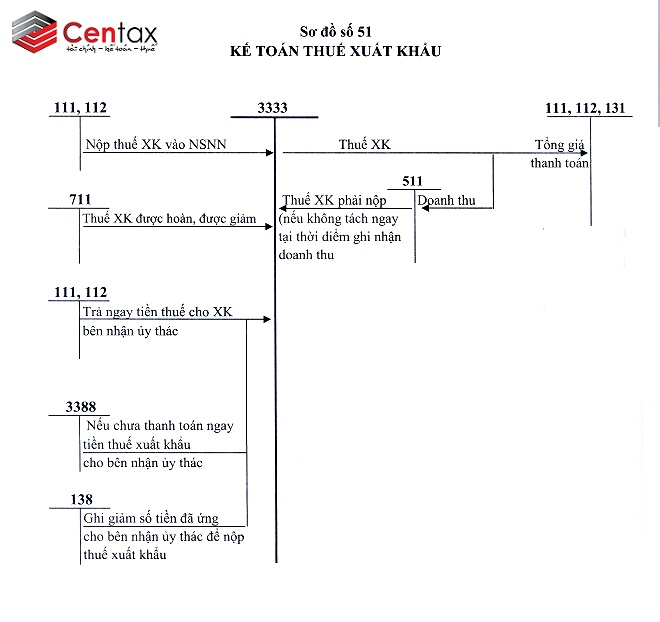 Centax
tài chính – kế toán – thuế
Sơ đồ số 51
KẾ TOÁN THUẾ XUẤT KHẨU
111, 112
3333
111, 112, 131
Nộp thuế XK vào NSNN
Thuế XK
Tổng giá
thanh toán
711
Thuế XK được hoàn, được giảm
511
Thuế XK phải nộp
(nếu không tách ngay
tại thời điểm ghi nhận
doanh thu
Doanh thu
111, 112
Trả ngay tiền thuế cho XK
bên nhận ủy thác
3388
Nếu chưa thanh toán ngay
tiền thuế xuất khẩu
cho bên nhận ủy thác
138
Ghi giảm số tiền đã ứng
cho bên nhận ủy thác để nộp
thuế xuất khẩu